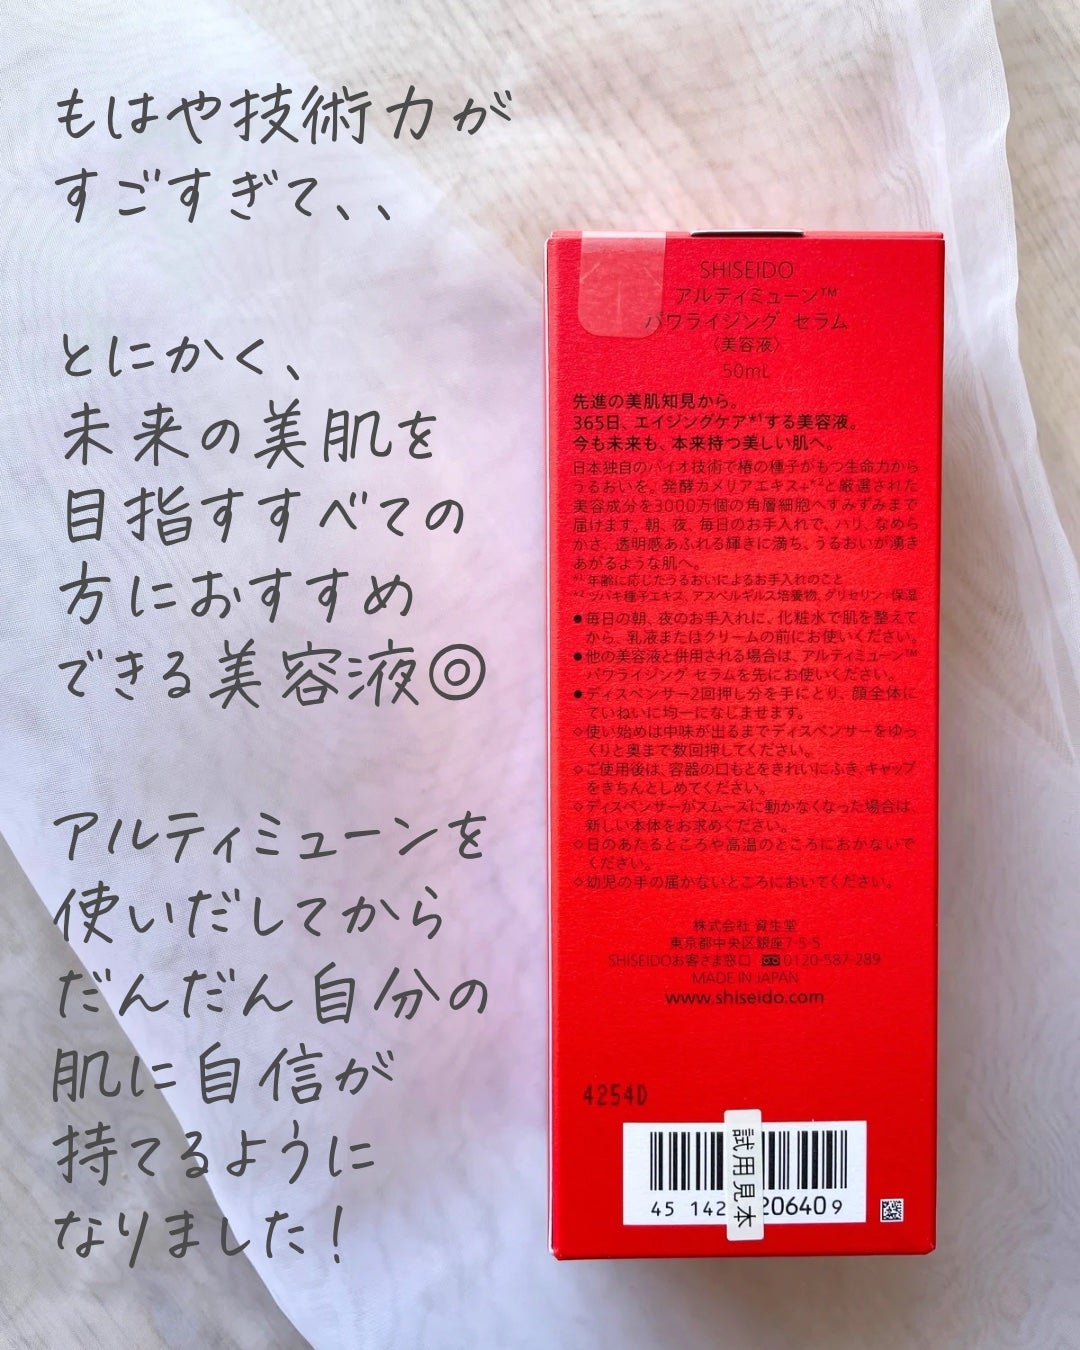 もはや技術力が
すごすぎて、、
とにかく、
未来の美肌を
目指すすべての
方におすすめ
できる美容液◎
アルティミューンを
使いだしてから
だんだん自分の
肌に自信が
持てるように
なりました！
SHISEIDO
アルティミューン™
パワライジング セラム
〈美容液〉
50mL
先進の美肌知見から。
365日、エイジングケア*1する美容液。
今も未来も、本来持つ美しい肌へ。
日本独自のバイオ技術で椿の種子がもつ生命力から
うるおいを。発酵カメリアエキス+*2と厳選された
美容成分を3000万個の角層細胞へすみずみまで
届けます。朝、夜、毎日のお手入れで、ハリ、なめら
かさ、透明感あふれる輝きに満ち、うるおいが湧き
あがるような肌へ。
*1 年齢に応じたうるおいによるお手入れのこと
*2 ツバキ種子エキス、アスペルギルス培養物、グリセリン：保湿
●毎日の朝、夜のお手入れに、化粧水で肌を整えて
から、乳液またはクリームの前にお使いください。
●他の美容液と併用される場合は、アルティミューン™
パワライジング セラムを先にお使いください。
●ディスペンサー2回押し分を手にとり、顔全体に
ていねいに均一になじませます。
◇使い始めは中味が出るまでディスペンサーをゆっ
くりと奥まで数回押してください。
◇ご使用後は、容器の口もとをきれいにふき、キャップ
をきちんとしめてください。
◇ディスペンサーがスムーズに動かなくなった場合は、
新しい本体をお求めください。
◇日のあたるところや高温のところにおかないで
ください。
◇幼児の手の届かないところにおいてください。
株式会社 資生堂
東京都中央区銀座7-5-5
SHISEIDOお客さま窓口 0120-587-289
MADE IN JAPAN
www.shiseido.com
4254D
試用見本
45 142 206409